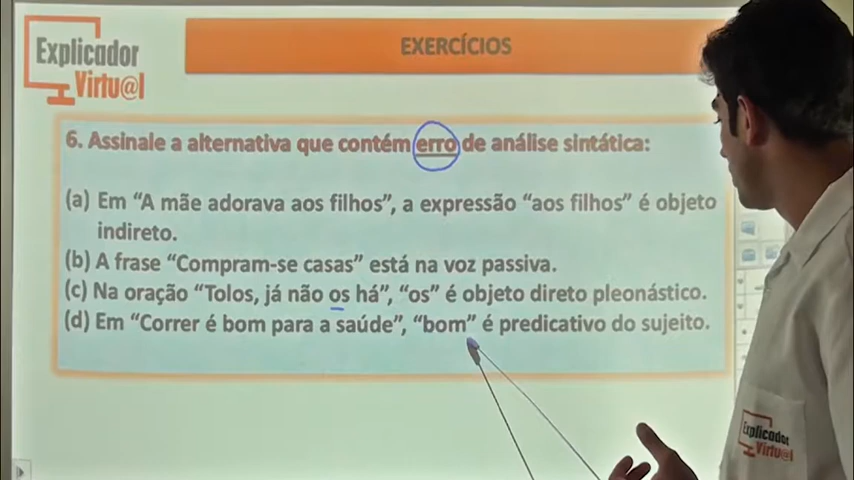 Explicador
Virtu@l
EXERCÍCIOS
6. Assinale a alternativa que contém erro de análise sintática:
(a) Em “A mãe adorava aos filhos”, a expressão “aos filhos” é objeto
indireto.
(b) A frase “Compram-se casas” está na voz passiva.
(c) Na oração “Tolos, já não os há”, “os” é objeto direto pleonástico.
(d) Em “Correr é bom para a saúde”, “bom” é predicativo do sujeito.
Explicador
Virtu@l